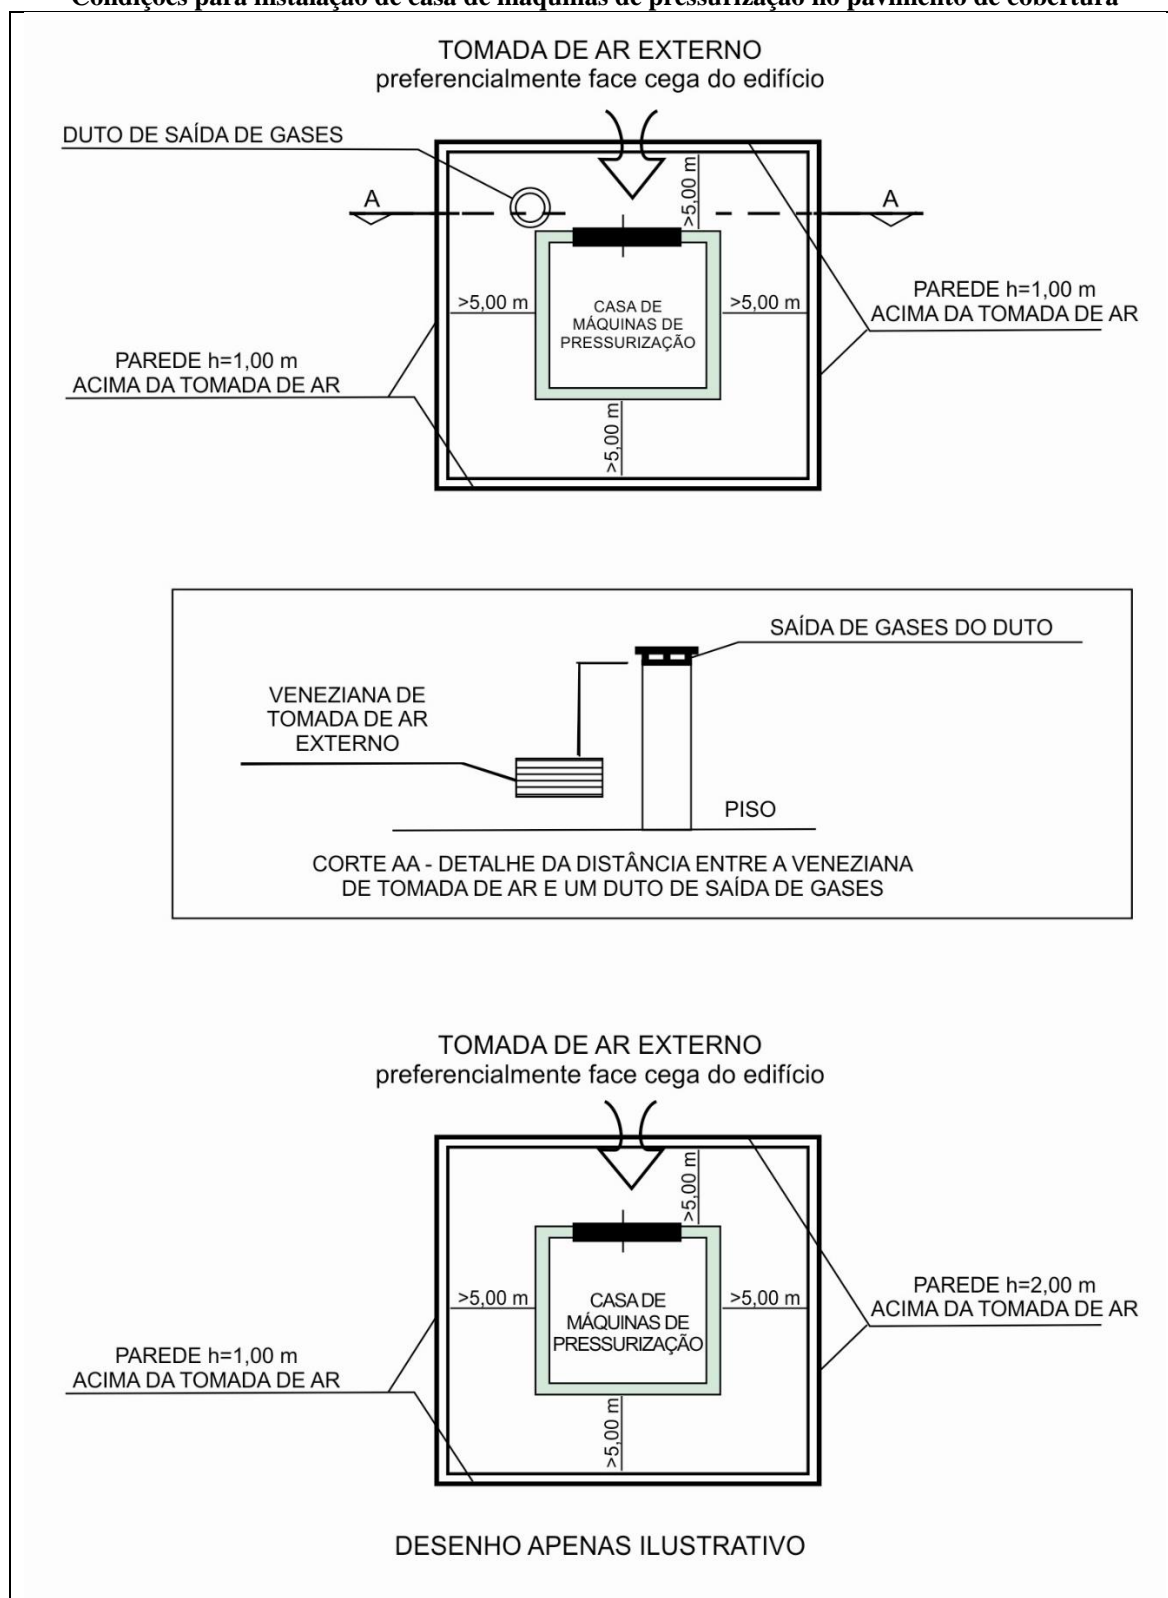 Condições para instalação de casa de máquinas de pressurização no pavimento de cobertura
TOMADA DE AR EXTERNO
preferencialmente face cega do edifício
DUTO DE SAÍDA DE GASES
A
A
>5,00 m
>5,00 m
>5,00 m
CASA DE
MÁQUINAS DE
PRESSURIZAÇÃO
PAREDE h=1,00 m
ACIMA DA TOMADA DE AR
PAREDE h=1,00 m
ACIMA DA TOMADA DE AR
>5,00 m
SAÍDA DE GASES DO DUTO
VENEZIANA DE
TOMADA DE AR
EXTERNO
PISO
CORTE AA - DETALHE DA DISTÂNCIA ENTRE A VENEZIANA
DE TOMADA DE AR E UM DUTO DE SAÍDA DE GASES
TOMADA DE AR EXTERNO
preferencialmente face cega do edifício
>5,00 m
>5,00 m
>5,00 m
CASA DE
MÁQUINAS DE
PRESSURIZAÇÃO
PAREDE h=2,00 m
ACIMA DA TOMADA DE AR
PAREDE h=1,00 m
ACIMA DA TOMADA DE AR
>5,00 m
DESENHO APENAS ILUSTRATIVO